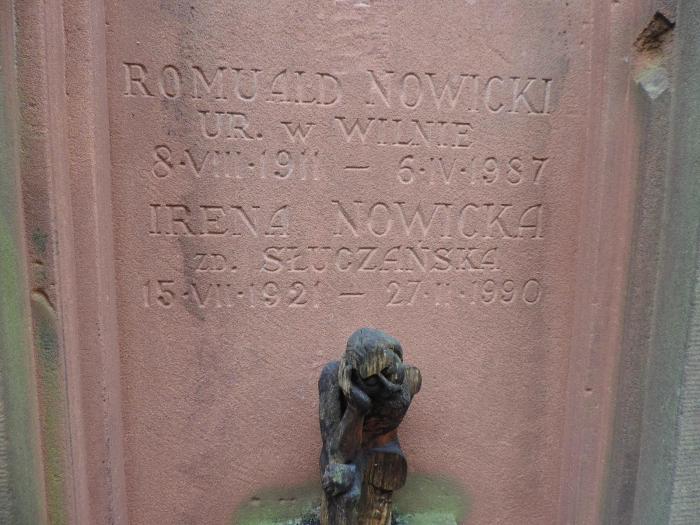 ROMUALD NOWICKI
UR. W WILNIE
8·VIII·1911 — 6·IV·1987
IRENA NOWICKA
ZD. SŁUCZAŃSKA
15·VII·1921 — 27·II·1990